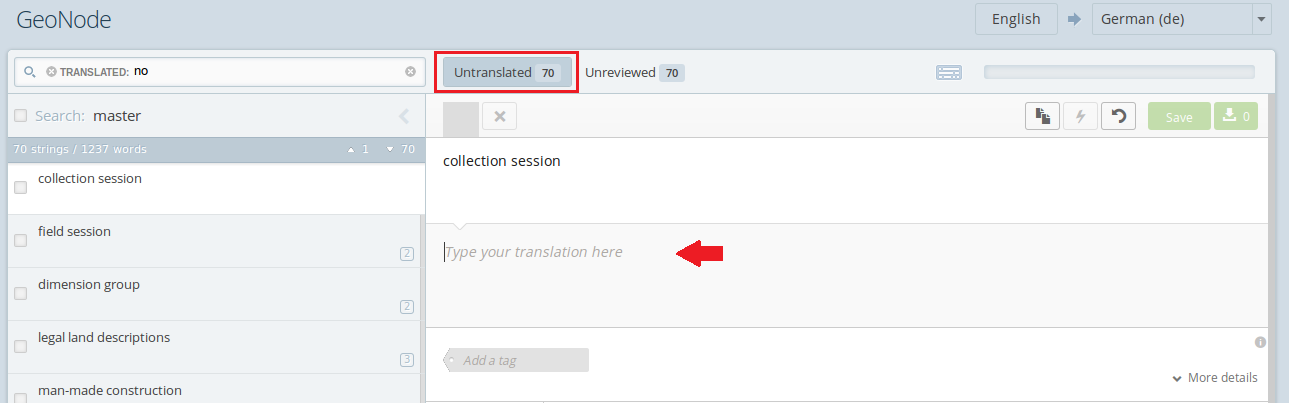 GeoNode
English
German (de)
TRANSLATED: no
Untranslated 70
Unreviewed 70
Search: master
Save
0
70 strings / 1237 words 1 70
collection session
field session
2
dimension group
2
legal land descriptions
3
man-made construction
collection session
Type your translation here
Add a tag
More details